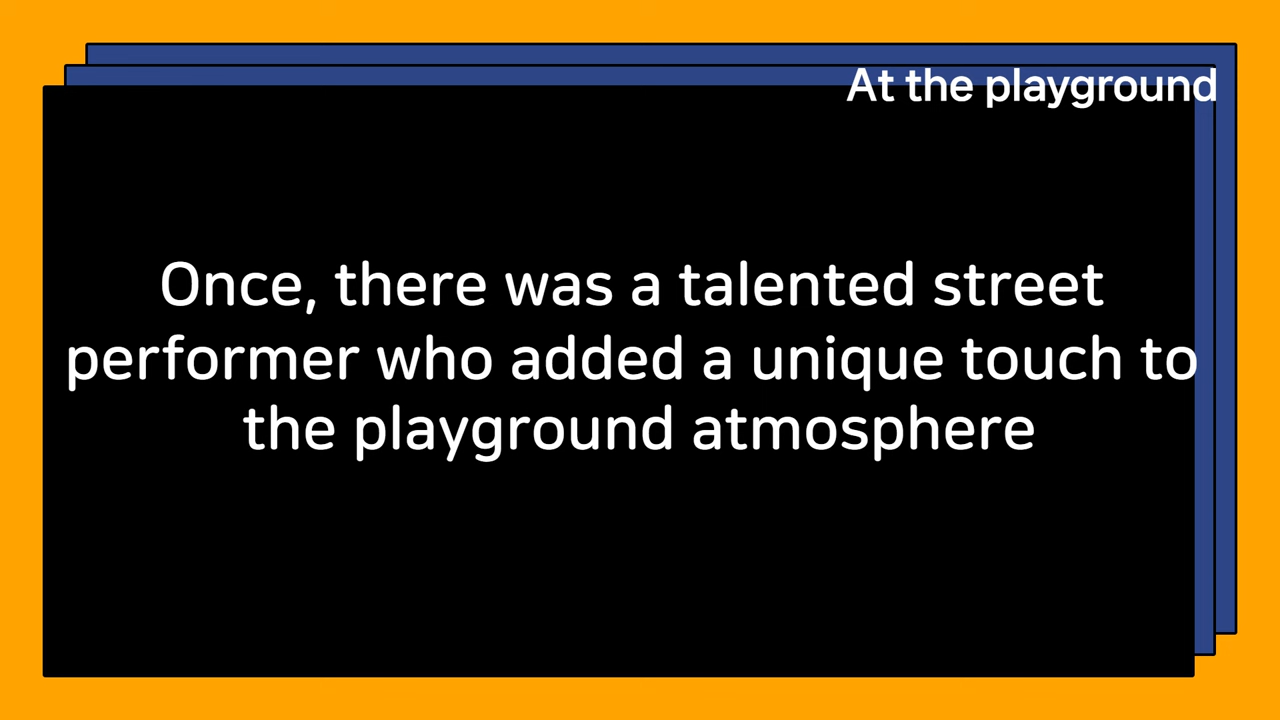 At the playground
Once, there was a talented street
performer who added a unique touch to
the playground atmosphere